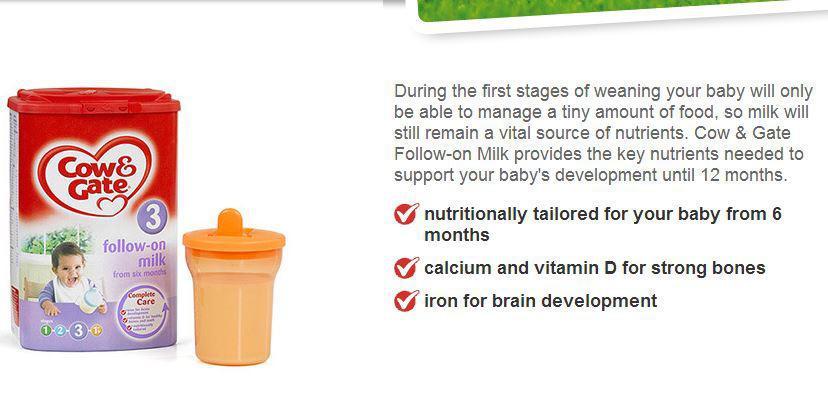 During the first stages of weaning your baby will only
be able to manage a tiny amount of food, so milk will
still remain a vital source of nutrients. Cow & Gate
Follow-on Milk provides the key nutrients needed to
support your baby's development until 12 months.
nutritionally tailored for your baby from 6
months
calcium and vitamin D for strong bones
iron for brain development
Cow&
Gate
3
follow-on
milk
from six months
Complete
Care
stages
1 2 3